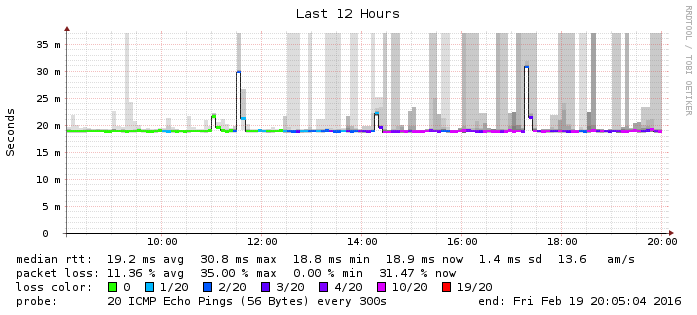 Last 12 Hours
RRDTOOL / TOBI OETIKER
Seconds
35 m
30 m
25 m
20 m
15 m
10 m
5 m
0
10:00 12:00 14:00 16:00 18:00 20:00
median rtt: 19.2 ms avg 30.8 ms max 18.8 ms min 18.9 ms now 1.4 ms sd 13.6 am/s
packet loss: 11.36 % avg 35.00 % max 0.00 % min 31.47 % now
loss color: 0 1/20 2/20 3/20 4/20 10/20 19/20
probe: 20 ICMP Echo Pings (56 Bytes) every 300s end: Fri Feb 19 20:05:04 2016